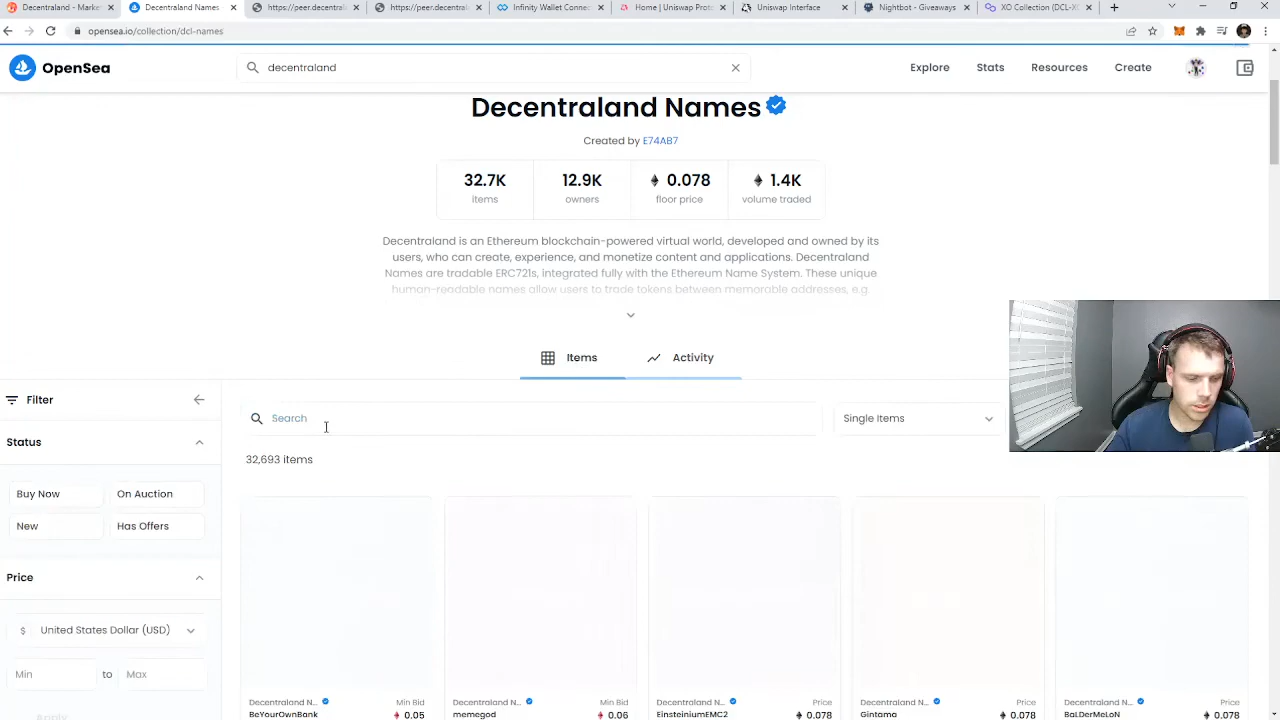 Decentraland - Marke
Decentraland Names
https://peer.decentral
https://peer.decentral
Infinity Wallet Connec
Home | Uniswap Proto
Uniswap Interface
Nightbot - Giveaways
XO Collection (DCL-X
opensea.io/collection/dcl-names
OpenSea
decentraland
Explore
Stats
Resources
Create
Decentraland Names
Created by E74AB7
32.7K
12.9K
0.078
1.4K
items
owners
floor price
volume traded
Decentraland is an Ethereum blockchain-powered virtual world, developed and owned by its
users, who can create, experience, and monetize content and applications. Decentraland
Names are tradable ERC721s, integrated fully with the Ethereum Name System. These unique
human-readable names allow users to trade tokens between memorable addresses, e.g.
Items
Activity
Filter
Search
Single Items
Status
32,693 items
Buy Now
On Auction
New
Has Offers
Price
$ United States Dollar (USD)
Min
to
Max
Apply
Decentraland N...
Min Bid
BeYourOwnBank
0.05
Decentraland N...
Min Bid
memegod
0.06
Decentraland N...
Price
EinsteiniumEMC2
0.078
Decentraland N...
Price
Gintama
0.078
Decentraland N...
Price
BaLDerMeLoN
0.078